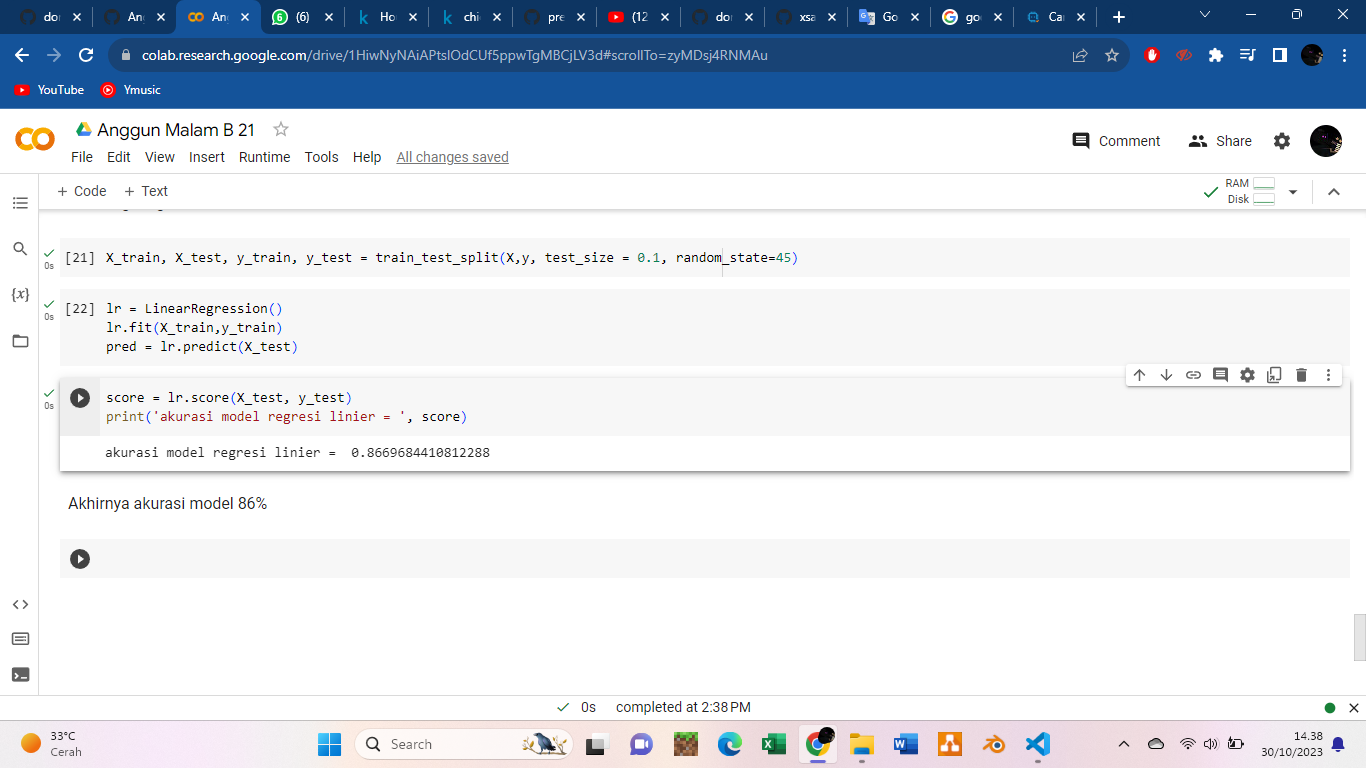 dor
An
An
(6)
Ho
chi
pre
(12
dor
xsa
Go
goo
Ca
colab.research.google.com/drive/1HiwNyNAiAPtslOdCUf5ppwTgMBCjLV3d#scrollTo=zyMDsj4RNMAu
YouTube
Ymusic
Anggun Malam B 21
File Edit View Insert Runtime Tools Help All changes saved
Comment
Share
+ Code + Text
RAM
Disk
[21] X_train, X_test, y_train, y_test = train_test_split(X,y, test_size = 0.1, random_state=45)
0s
[22] lr = LinearRegression()
0s
lr.fit(X_train,y_train)
pred = lr.predict(X_test)
score = lr.score(X_test, y_test)
0s
print('akurasi model regresi linier = ', score)
akurasi model regresi linier =  0.8669684410812288
Akhirnya akurasi model 86%
0s completed at 2:38 PM
33°C
Cerah
Search
14.38
30/10/2023